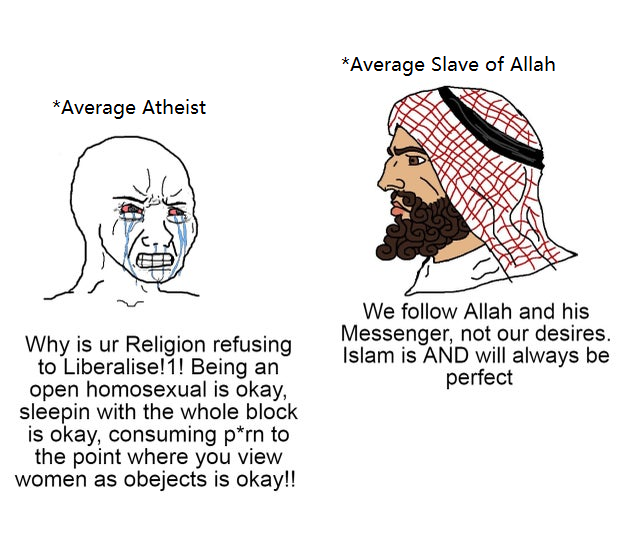 *Average Slave of Allah
*Average Atheist
We follow Allah and his
Messenger, not our desires.
Islam is AND will always be
perfect
Why is ur Religion refusing
to Liberalise!1! Being an
open homosexual is okay,
sleepin with the whole block
is okay, consuming p*rn to
the point where you view
women as obejects is okay!!